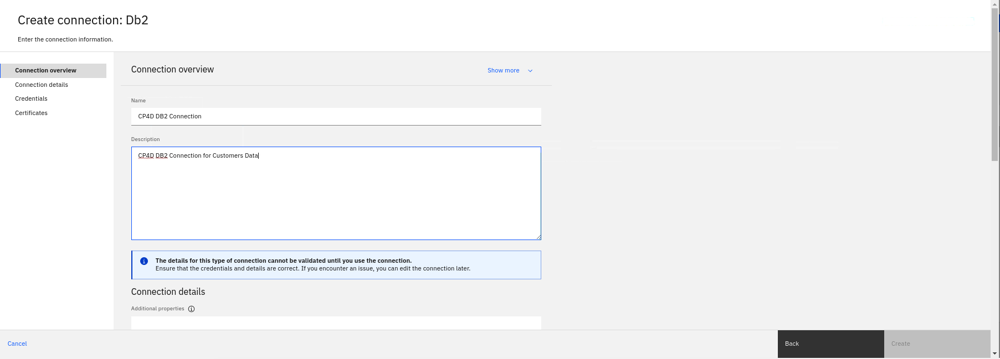 Create connection: Db2
Enter the connection information.
Connection overview
Connection details
Credentials
Certificates
Connection overview
Show more
Name
CP4D DB2 Connection
Description
CP4D DB2 Connection for Customers Data
The details for this type of connection cannot be validated until you use the connection.
Ensure that the credentials and details are correct. If you encounter an issue, you can edit the connection later.
Connection details
Additional properties
Cancel
Back
Create